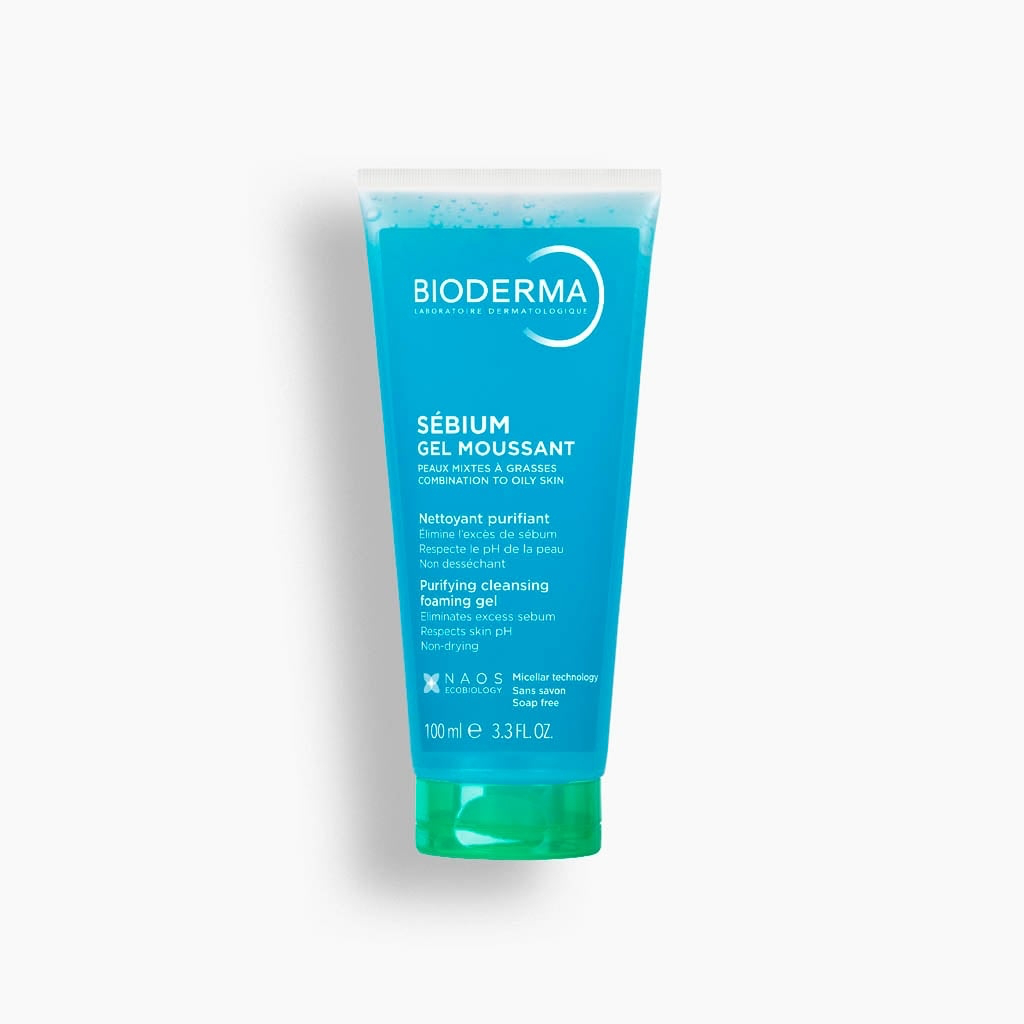 BIODERMA
LABORATOIRE DERMATOLOGIQUE
SÉBIUM
GEL MOUSSANT
PEAUX MIXTES À GRASSES
COMBINATION TO OILY SKIN
Nettoyant purifiant
Élimine l'excès de sébum
Respecte le pH de la peau
Non desséchant
Purifying cleansing
foaming gel
Eliminates excess sebum
Respects skin pH
Non-drying
NAOS
ECOBIOLOGY
Micellar technology
Sans savon
Soap free
100 ml ℮ 3.3 FL. OZ.